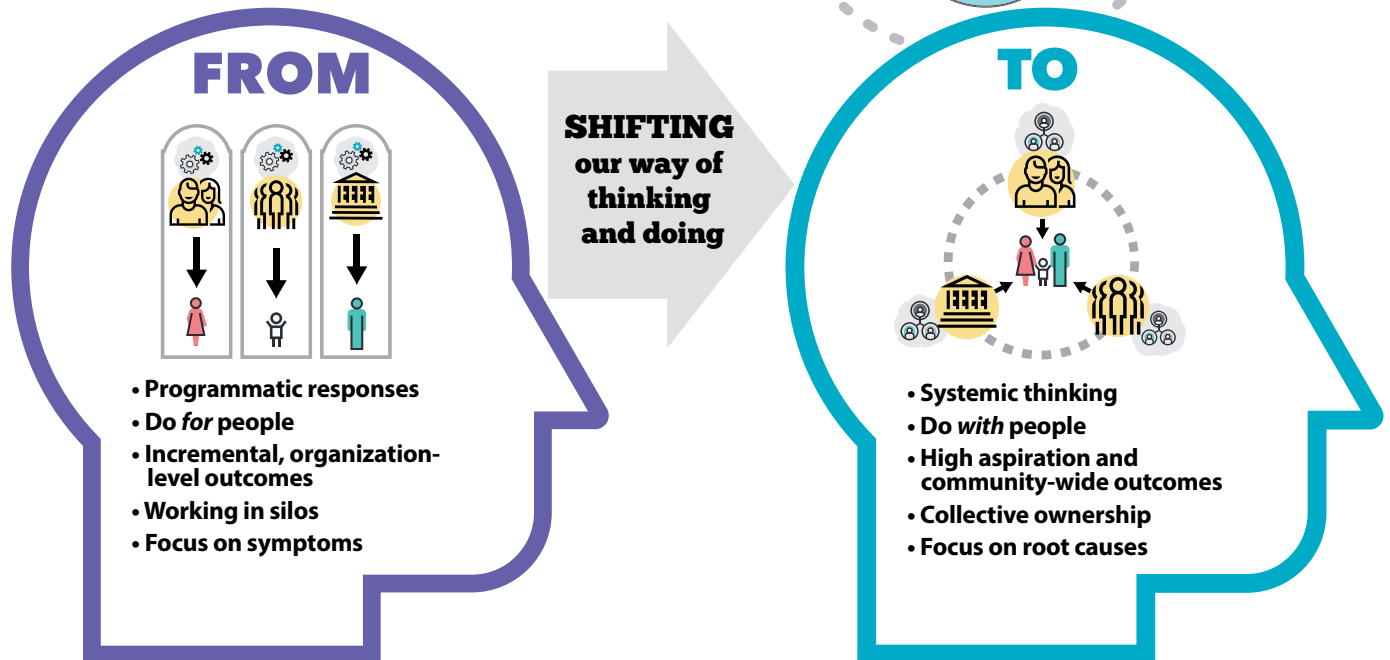 FROM
• Programmatic responses
• Do for people
• Incremental, organization-
level outcomes
• Working in silos
• Focus on symptoms
SHIFTING
our way of
thinking
and doing
TO
• Systemic thinking
• Do with people
• High aspiration and
community-wide outcomes
• Collective ownership
• Focus on root causes